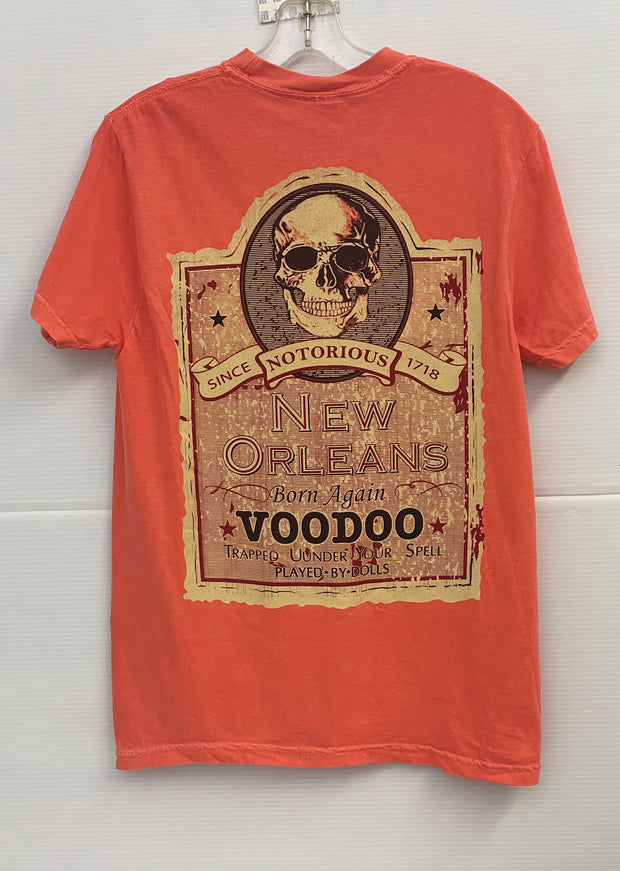 NOTORIOUS
SINCE 1718
NEW
ORLEANS
Born Again
VOODOO
TRAPPED UUNDER YOUR SPELL
PLAYED·BY·DOLLS